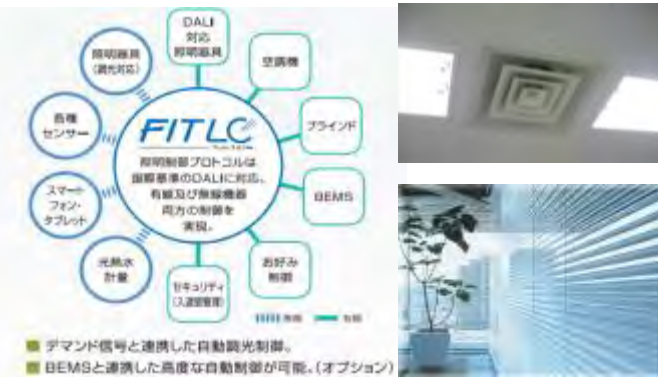 DALI
対応
照明器具
照明器具
(調光対応)
空調機
各種
センサー
ブラインド
FITLC
照明制御プロトコルは
国際基準のDALIに対応、
有線及び無線機器
両方の制御を
実現。
スマート
フォン・
タブレット
BEMS
光熱水
計量
お好み
制御
セキュリティ
(入退室管理)
無線
有線
デマンド信号と連携した自動調光制御。
BEMSと連携した高度な自動制御が可能。(オプション)